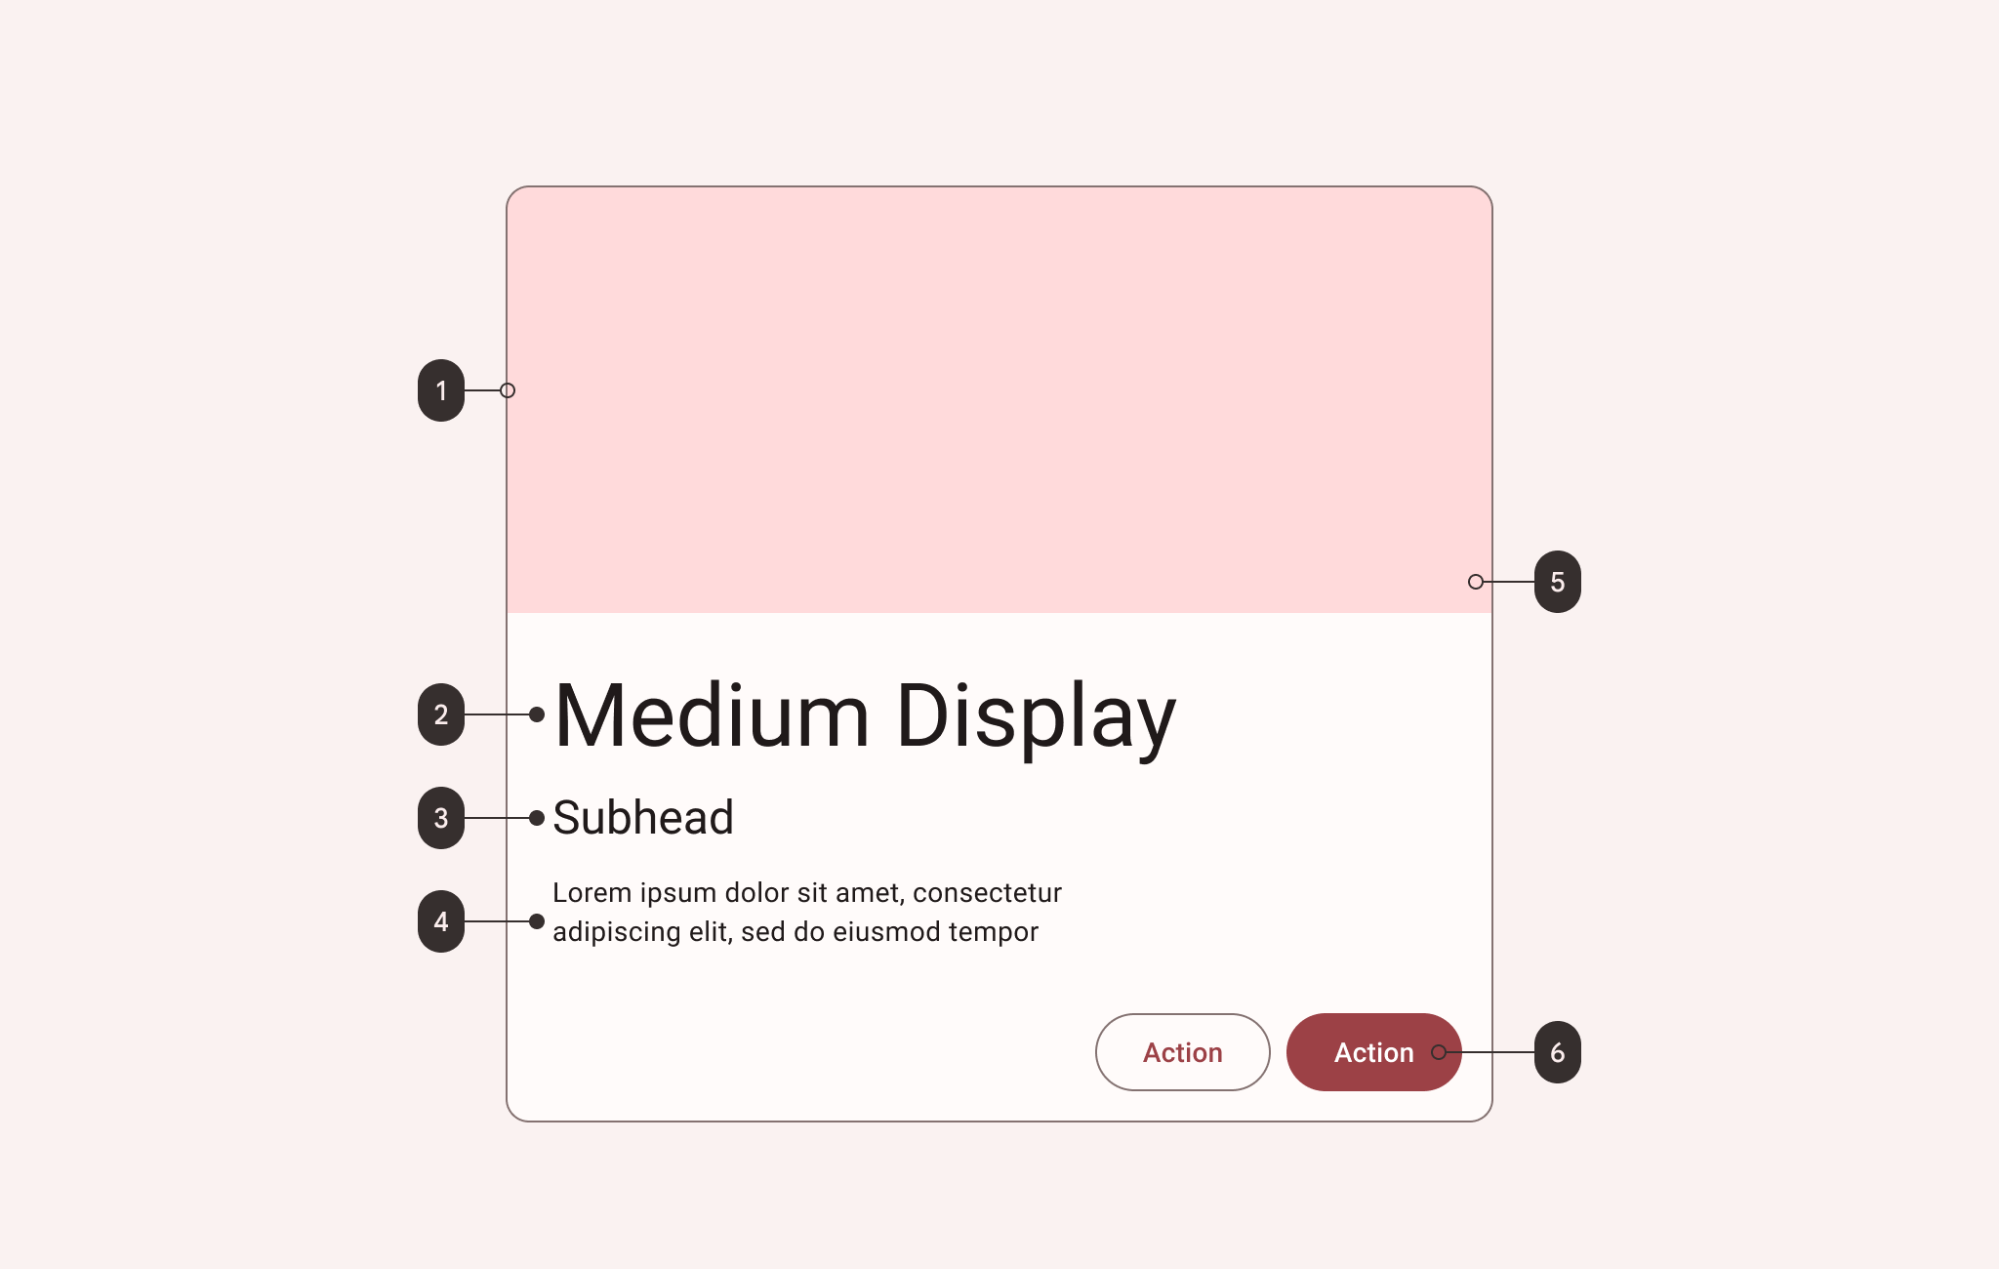 1
5
2
Medium Display
3
Subhead
4
Lorem ipsum dolor sit amet, consectetur
adipiscing elit, sed do eiusmod tempor
Action
Action
6